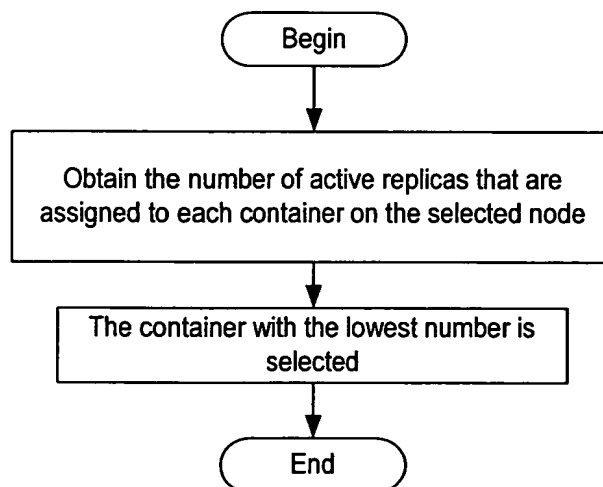 Begin
Obtain the number of active replicas that are
assigned to each container on the selected node
The container with the lowest number is
selected
End